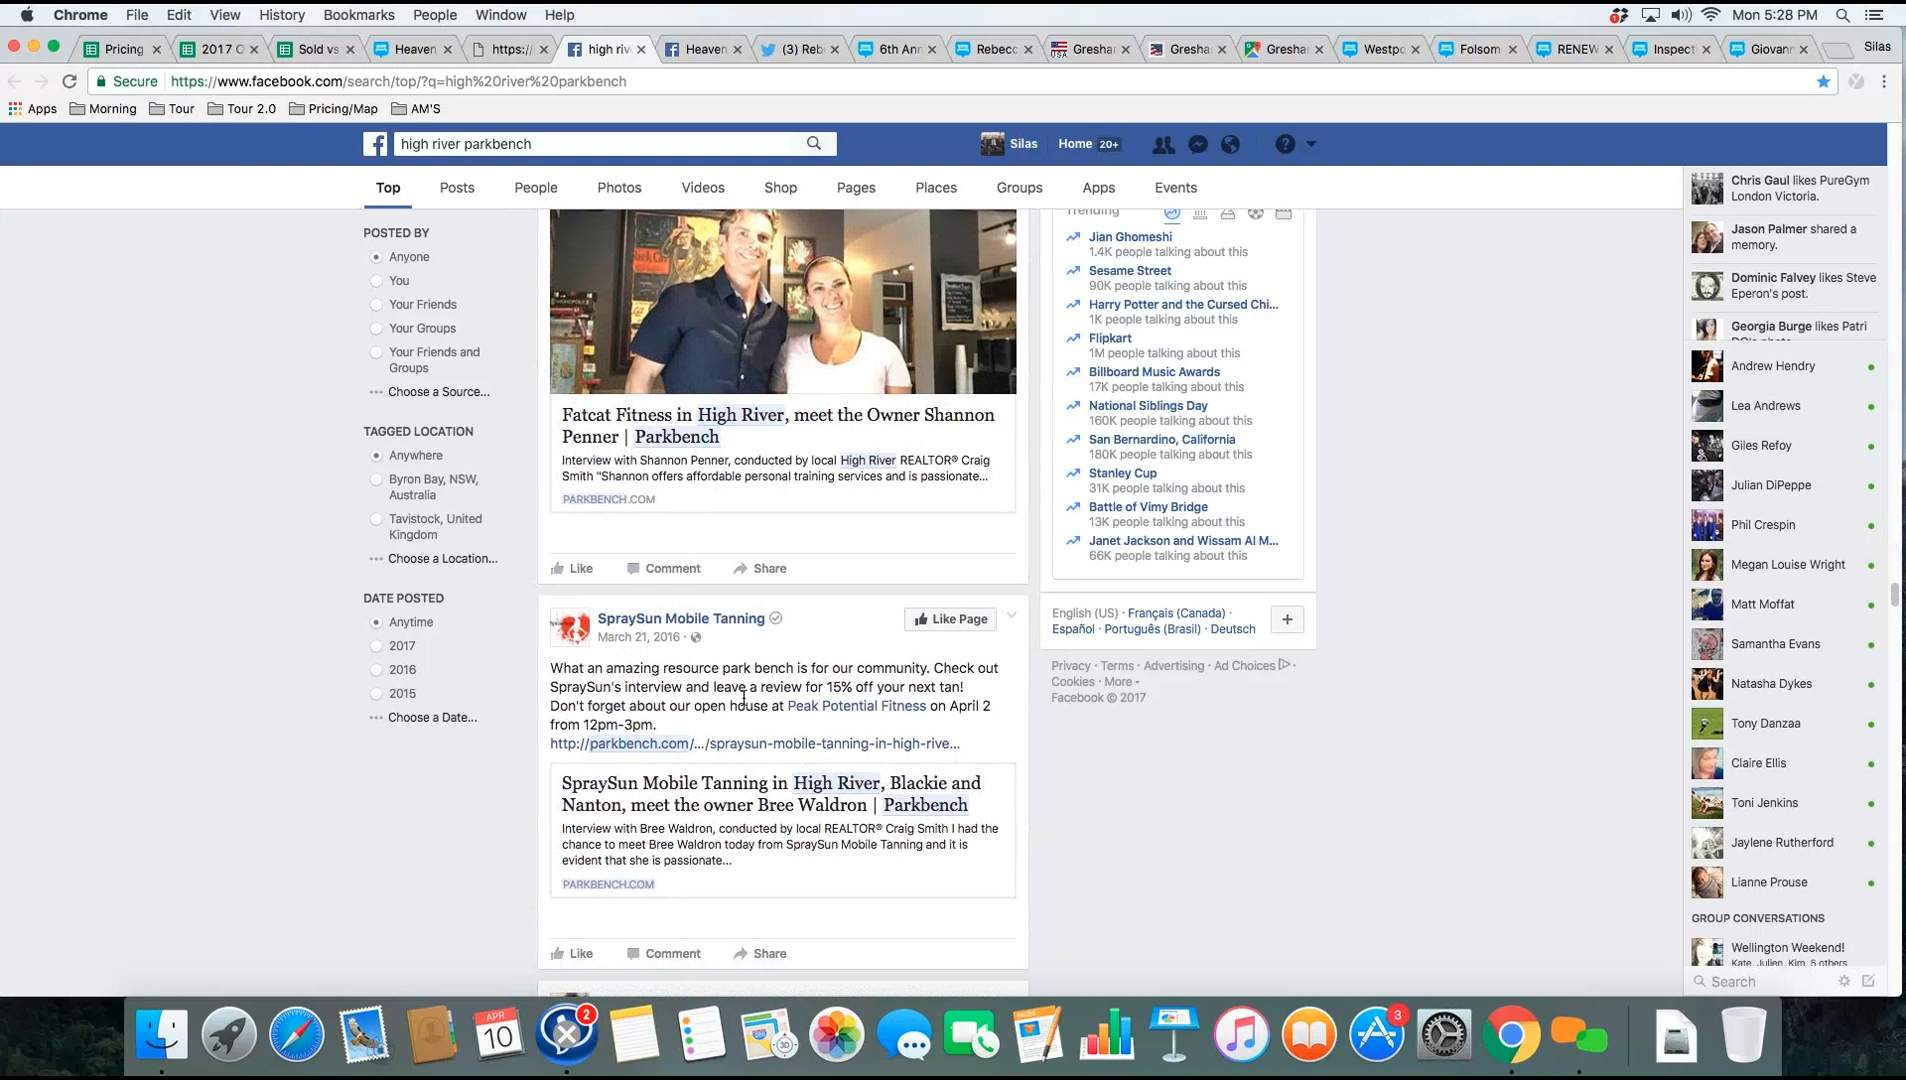 Chrome File Edit View History Bookmarks People Window Help Mon 5:28 PM
Pricing 2017 O Sold vs Heaven https:/ high rive Heaven (3) Reb 6th Ann Rebecc Gresha Gresha Gresha Westpo Folsom RENEW Inspect Giovan Silas
Secure https://www.facebook.com/search/top/?q=high%20river%20parkbench
Apps Morning Tour Tour 2.0 Pricing/Map AM'S
high river parkbench Silas Home 20+
Top Posts People Photos Videos Shop Pages Places Groups Apps Events
POSTED BY
Anyone
You
Your Friends
Your Groups
Your Friends and
Groups
Choose a Source...
TAGGED LOCATION
Anywhere
Byron Bay, NSW,
Australia
Tavistock, United
Kingdom
Choose a Location...
DATE POSTED
Anytime
2017
2016
2015
Choose a Date...
Fatcat Fitness in High River, meet the Owner Shannon
Penner | Parkbench
Interview with Shannon Penner, conducted by local High River REALTOR® Craig
Smith "Shannon offers affordable personal training services and is passionate...
PARKBENCH.COM
Like Comment Share
SpraySun Mobile Tanning
Like Page
March 21, 2016
What an amazing resource park bench is for our community. Check out
SpraySun's interview and leave a review for 15% off your next tan!
Don't forget about our open house at Peak Potential Fitness on April 2
from 12pm-3pm.
http://parkbench.com/.../spraysun-mobile-tanning-in-high-rive...
SpraySun Mobile Tanning in High River, Blackie and
Nanton, meet the owner Bree Waldron | Parkbench
Interview with Bree Waldron, conducted by local REALTOR® Craig Smith I had the
chance to meet Bree Waldron today from SpraySun Mobile Tanning and it is
evident that she is passionate...
PARKBENCH.COM
Like Comment Share
Trending
Jian Ghomeshi
1.4K people talking about this
Sesame Street
90K people talking about this
Harry Potter and the Cursed Chi...
1K people talking about this
Flipkart
1M people talking about this
Billboard Music Awards
17K people talking about this
National Siblings Day
160K people talking about this
San Bernardino, California
180K people talking about this
Stanley Cup
31K people talking about this
Battle of Vimy Bridge
13K people talking about this
Janet Jackson and Wissam Al M...
66K people talking about this
English (US) · Français (Canada) ·
Español · Português (Brasil) · Deutsch
Privacy · Terms · Advertising · Ad Choices ·
Cookies · More
Facebook © 2017
Chris Gaul likes PureGym
London Victoria.
Jason Palmer shared a
memory.
Dominic Falvey likes Steve
Eperon's post.
Georgia Burge likes Patri
Andrew Hendry
Lea Andrews
Giles Refoy
Julian DiPeppe
Phil Crespin
Megan Louise Wright
Matt Moffat
Samantha Evans
Natasha Dykes
Tony Danzaa
Claire Ellis
Toni Jenkins
Jaylene Rutherford
Lianne Prouse
GROUP CONVERSATIONS
Wellington Weekend!
Kate, Julien, Kim, 5 others
Search
APR
10
2
3D
3